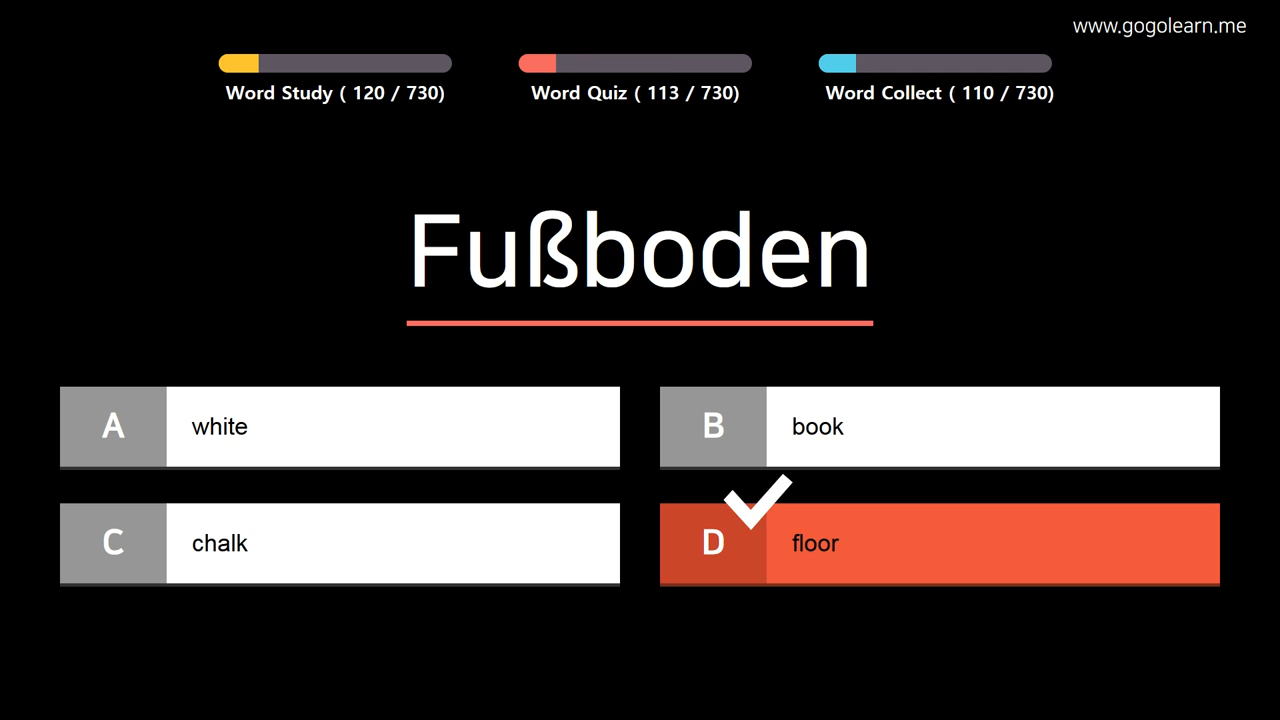 www.gogolearn.me
Word Study ( 120 / 730)
Word Quiz ( 113 / 730)
Word Collect ( 110 / 730)
Fußboden
A white
B book
C chalk
D floor